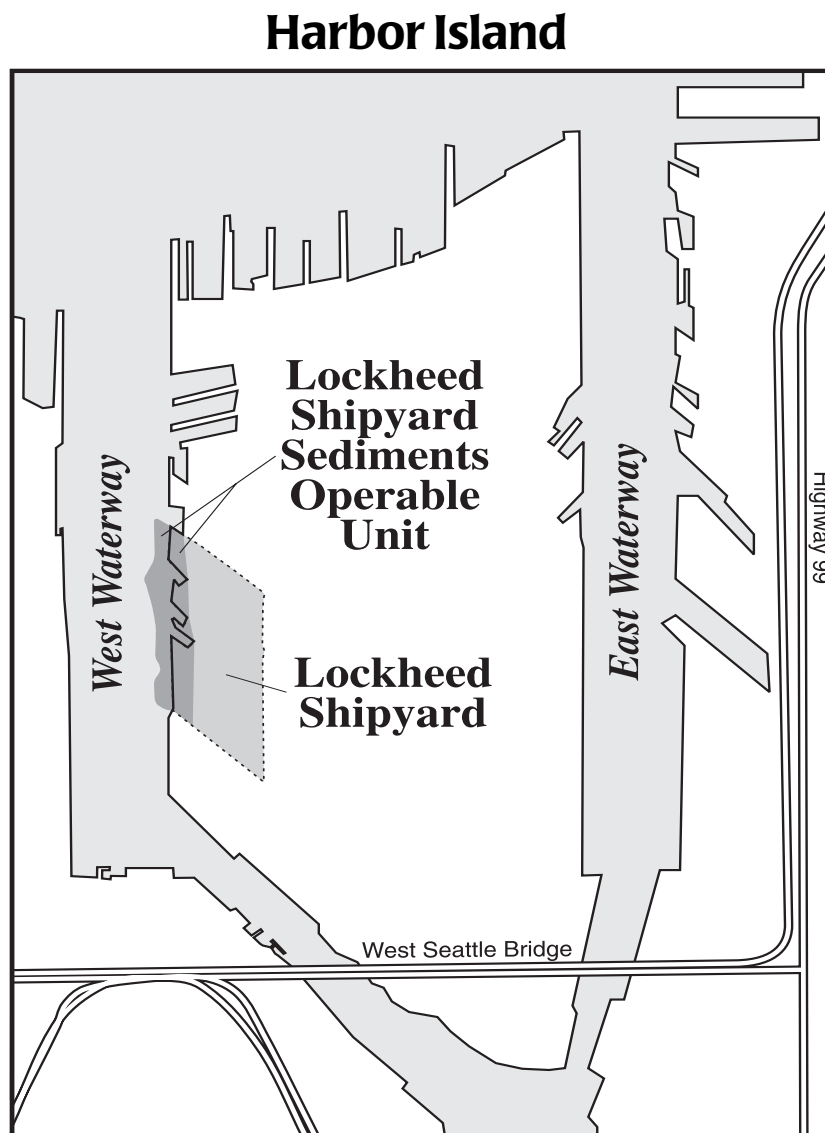 Harbor Island
Lockheed
Shipyard
Sediments
Operable
Unit
West Waterway
East Waterway
Highway 99
Lockheed
Shipyard
West Seattle Bridge